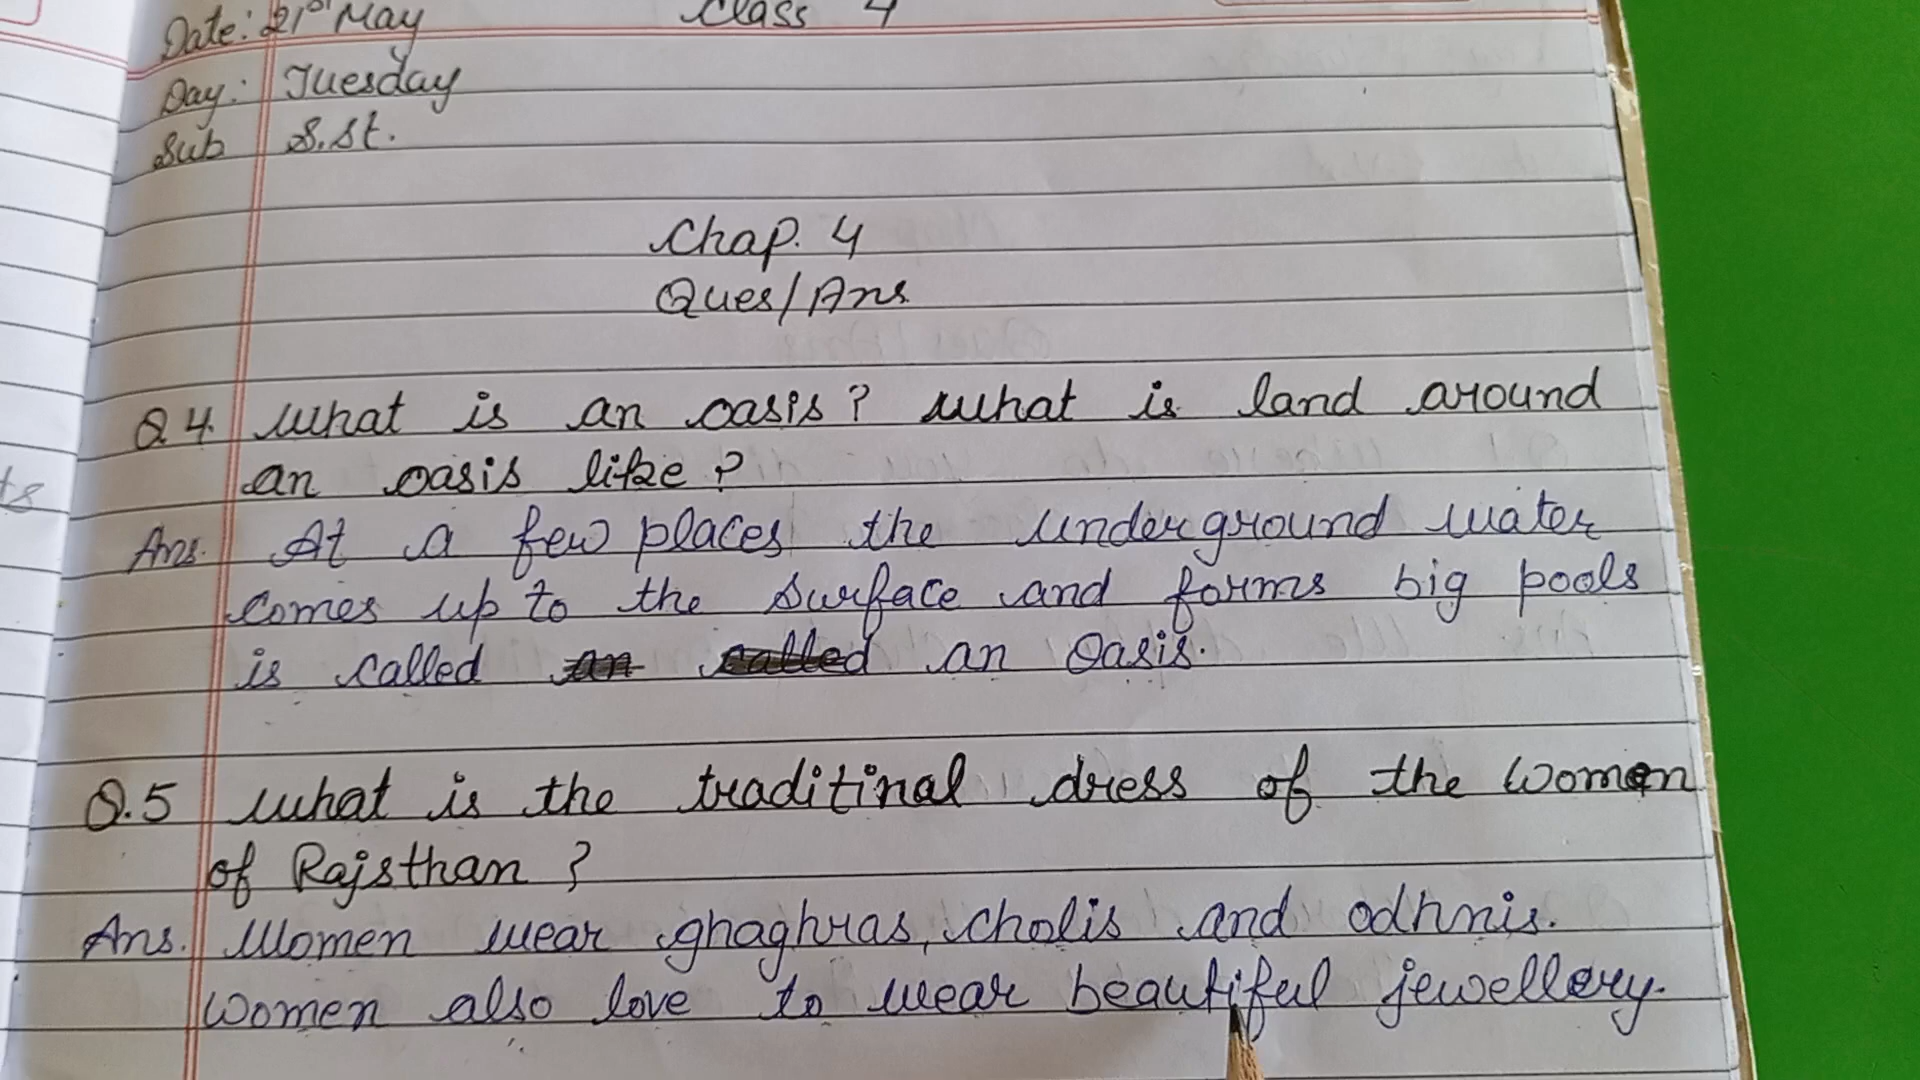 Date: 21st May Class 4
Day: Tuesday
Sub S.St.
Chap. 4
Ques/Ans
Q.4. What is an oasis? What is land around
an oasis like?
Ans. At a few places the underground water
comes up to the surface and forms big pools
is called an called an Oasis.
Q.5 What is the traditinal dress of the women
of Rajsthan ?
Ans. Women wear ghaghras, cholis and odhnis.
Women also love to wear beautiful jewellery.